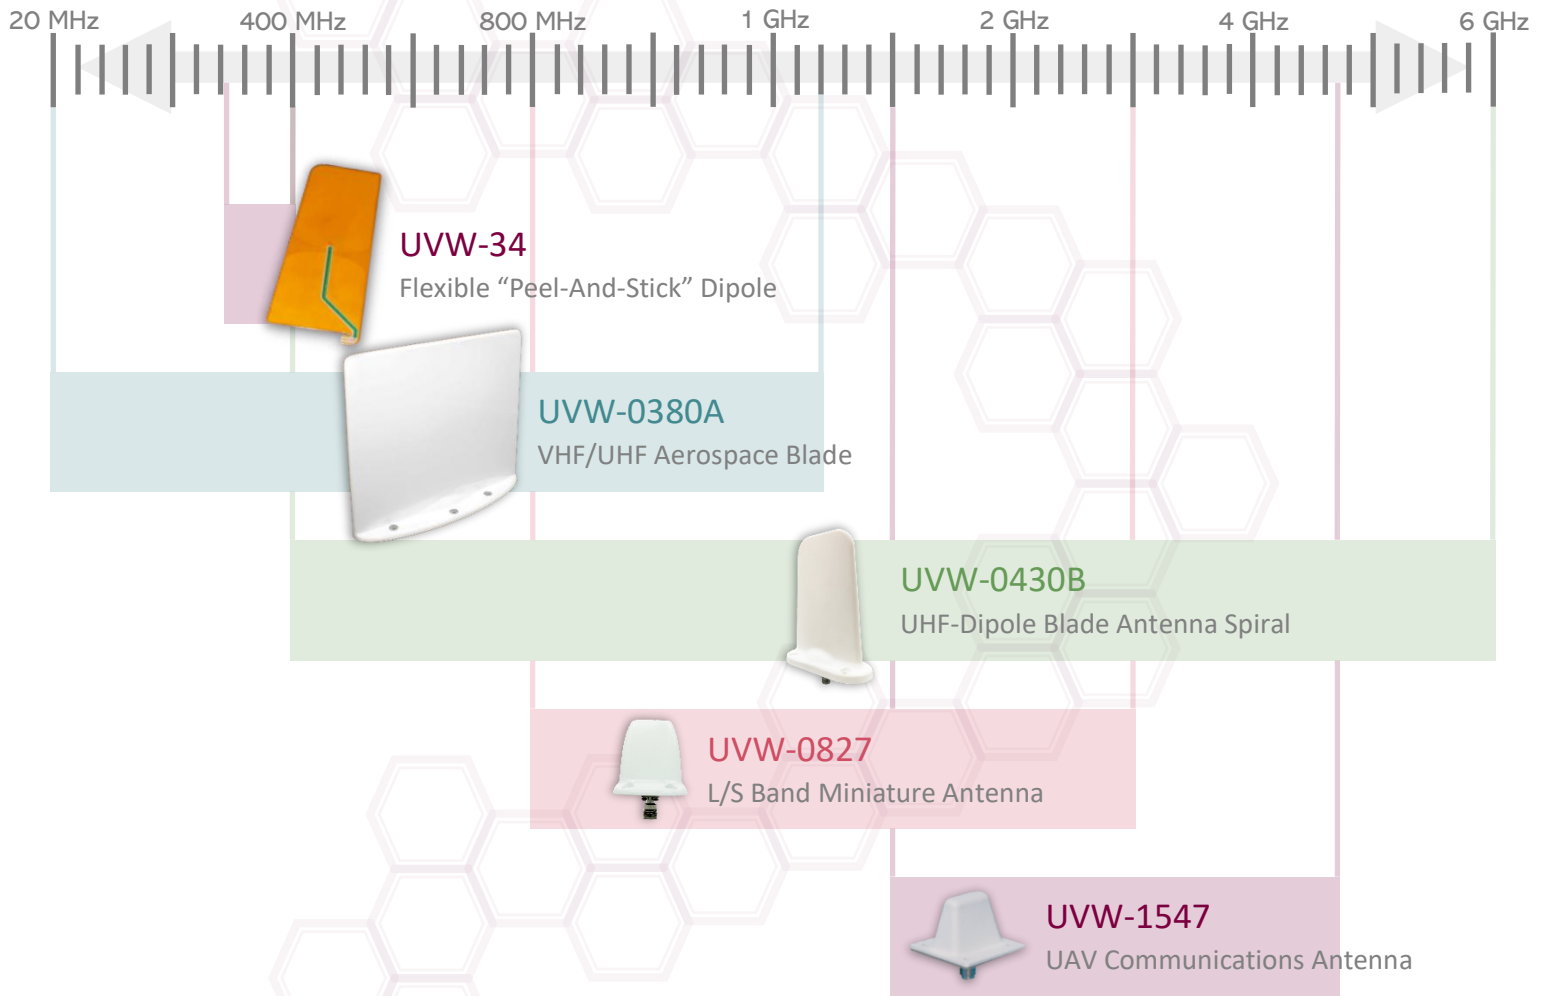 20 MHz 400 MHz 800 MHz 1 GHz 2 GHz 4 GHz 6 GHz
UVW-34
Flexible “Peel-And-Stick” Dipole
UVW-0380A
VHF/UHF Aerospace Blade
UVW-0430B
UHF-Dipole Blade Antenna Spiral
UVW-0827
L/S Band Miniature Antenna
UVW-1547
UAV Communications Antenna